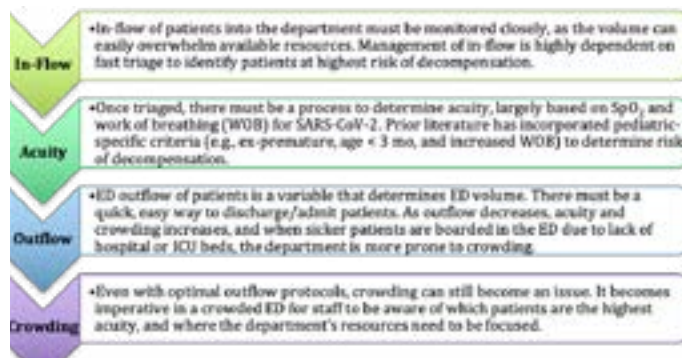 In-Flow
•In-flow of patients into the department must be monitored closely, as the volume can
easily overwhelm available resources. Management of in-flow is highly dependent on
fast triage to identify patients at highest risk of decompensation.
Acuity
•Once triaged, there must be a process to determine acuity, largely based on SpO₂ and
work of breathing (WOB) for SARS-CoV-2. Prior literature has incorporated pediatric-
specific criteria (e.g., ex-premature, age < 3 mo, and increased WOB) to determine risk
of decompensation.
Outflow
•ED outflow of patients is a variable that determines ED volume. There must be a
quick, easy way to discharge/admit patients. As outflow decreases, acuity and
crowding increases, and when sicker patients are boarded in the ED due to lack of
hospital or ICU beds, the department is more prone to crowding.
Crowding
•Even with optimal outflow protocols, crowding can still become an issue. It becomes
imperative in a crowded ED for staff to be aware of which patients are the highest
acuity, and where the department's resources need to be focused.